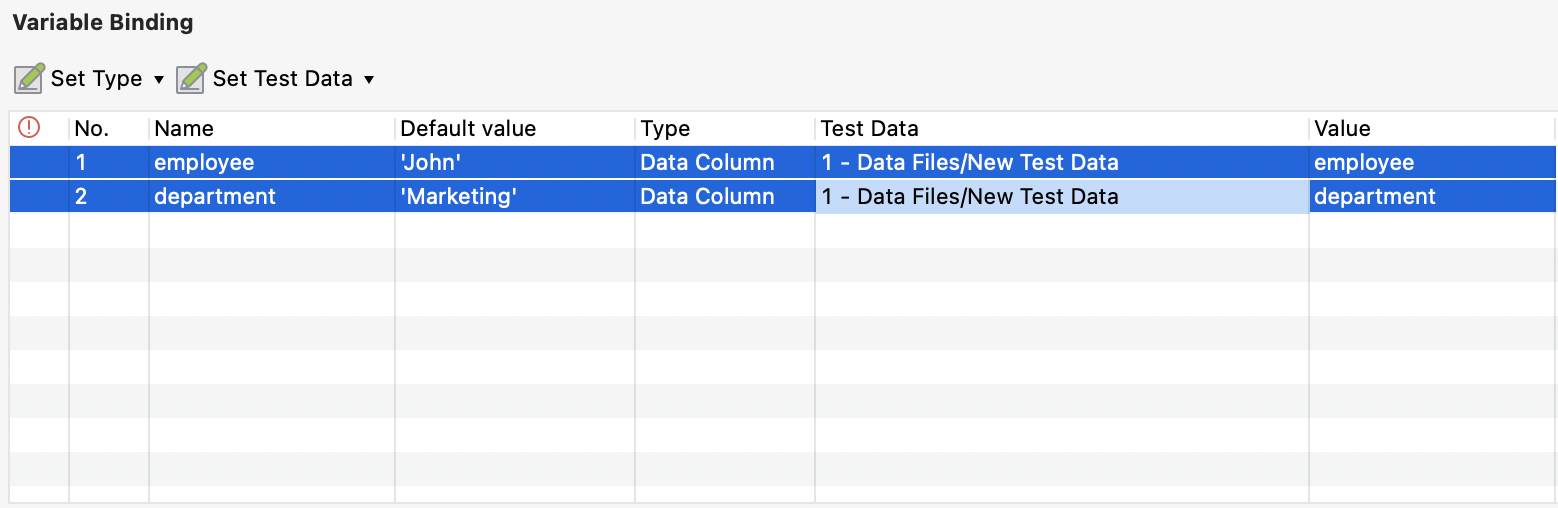 Variable Binding
Set Type Set Test Data
No. Name Default value Type Test Data Value
1 employee 'John' Data Column 1 - Data Files/New Test Data employee
2 department 'Marketing' Data Column 1 - Data Files/New Test Data department